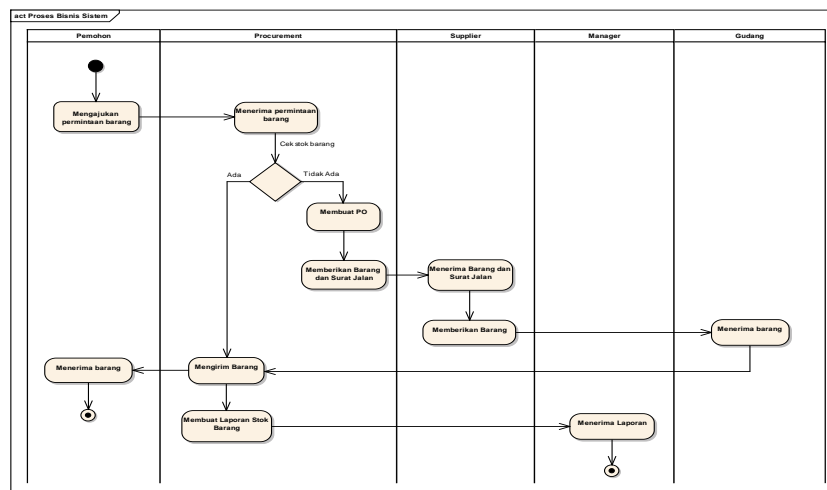 act Proses Bisnis Sistem
Pemohon
Procurement
Supplier
Manager
Gudang
Mengajukan
permintaan barang
Menerima permintaan
barang
Cek stok barang
Ada
Tidak Ada
Membuat PO
Memberikan Barang
dan Surat Jalan
Menerima Barang dan
Surat Jalan
Memberikan Barang
Menerima barang
Menerima barang
Mengirim Barang
Membuat Laporan Stok
Barang
Menerima Laporan